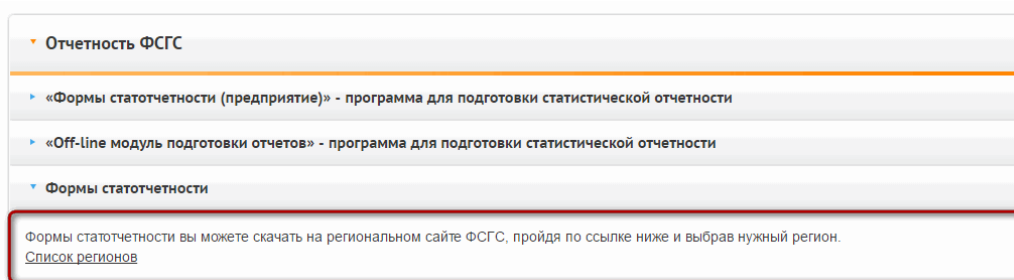 Отчетность ФСГС
«Формы статотчетности (предприятие)» - программа для подготовки статистической отчетности
«Off-line модуль подготовки отчетов» - программа для подготовки статистической отчетности
Формы статотчетности
Формы статотчетности вы можете скачать на региональном сайте ФСГС, пройдя по ссылке ниже и выбрав нужный регион.
Список регионов